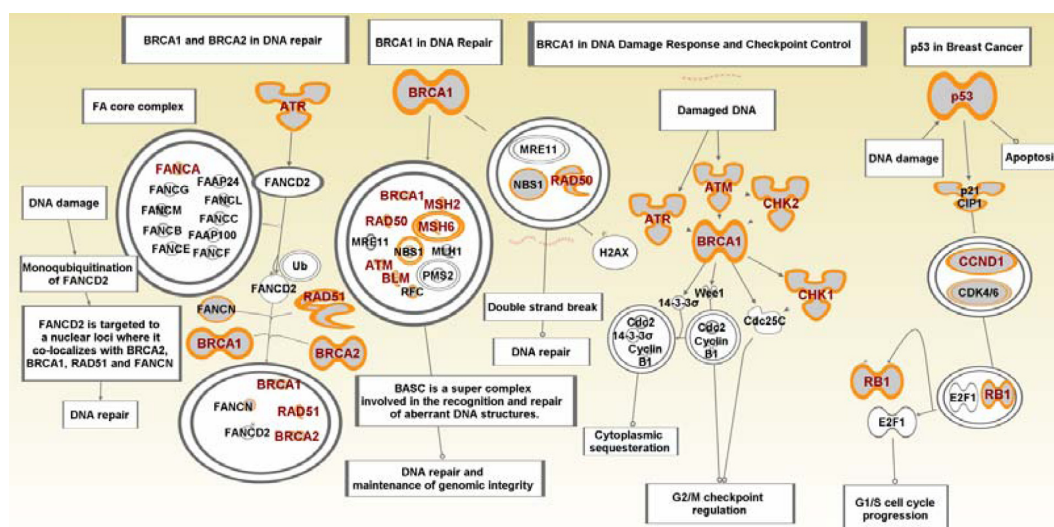 BRCA1 and BRCA2 in DNA repair
BRCA1 in DNA Repair
BRCA1 in DNA Damage Response and Checkpoint Control
p53 in Breast Cancer
FA core complex
ATR
FANCA
FANCG
FAAP24
FANCM
FANCL
FANCB
FANCC
FANCE
FAAP100
FANCF
FANCD2
DNA damage
Monoqubiquitination
of FANCD2
FANCD2 is targeted to
a nuclear loci where it
co-localizes with BRCA2,
BRCA1, RAD51 and FANCN
DNA repair
Ub
FANCD2
FANCN
RAD51
BRCA1
BRCA2
BRCA1
FANCN
RAD51
FANCD2
BRCA2
BRCA1
BRCA1
MSH2
RAD50
MSH6
MRE11
NBS1
MLH1
ATM
BLM
PMS2
RFC
BASC is a super complex
involved in the recognition and repair
of aberrant DNA structures.
DNA repair and
maintenance of genomic integrity
MRE11
NBS1
RAD50
H2AX
Double strand break
DNA repair
Damaged DNA
ATM
ATR
CHK2
BRCA1
CHK1
14-3-3σ
Wee1
Cdc25C
Cdc2
14-3-3σ
Cyclin
B1
Cdc2
Cyclin
B1
Cytoplasmic
sequesteration
G2/M checkpoint
regulation
p53
DNA damage
Apoptosis
p21
CIP1
CCND1
CDK4/6
RB1
E2F1
RB1
E2F1
G1/S cell cycle
progression